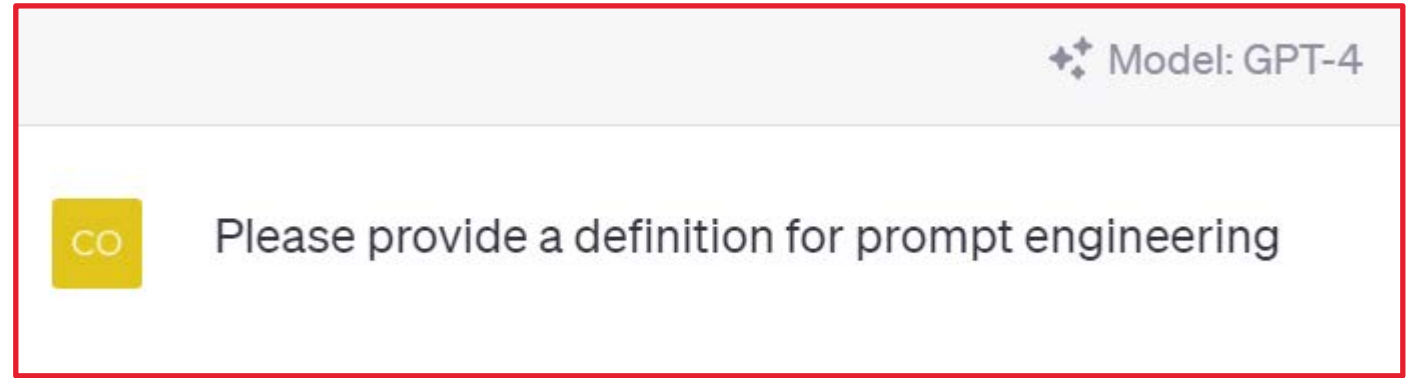 Model: GPT-4
CO
Please provide a definition for prompt engineering